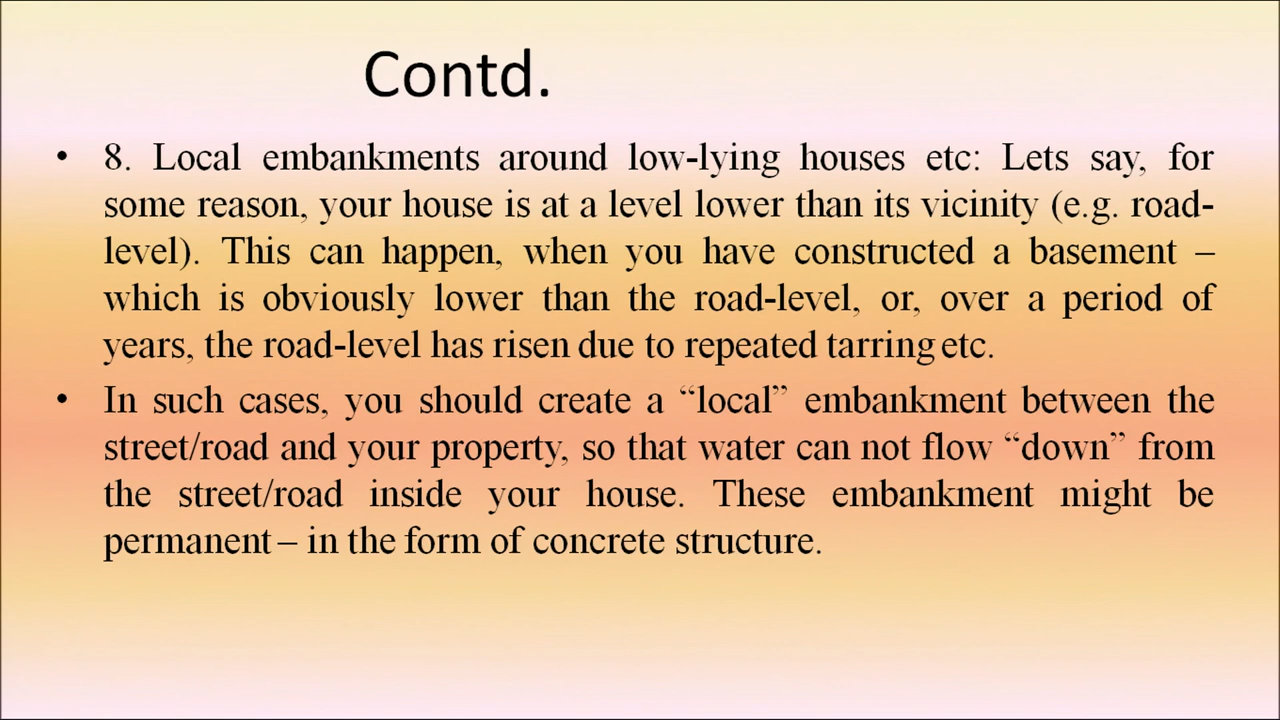 Contd.
• 8. Local embankments around low-lying houses etc: Lets say, for
some reason, your house is at a level lower than its vicinity (e.g. road-
level). This can happen, when you have constructed a basement –
which is obviously lower than the road-level, or, over a period of
years, the road-level has risen due to repeated tarring etc.
• In such cases, you should create a “local” embankment between the
street/road and your property, so that water can not flow “down” from
the street/road inside your house. These embankment might be
permanent – in the form of concrete structure.